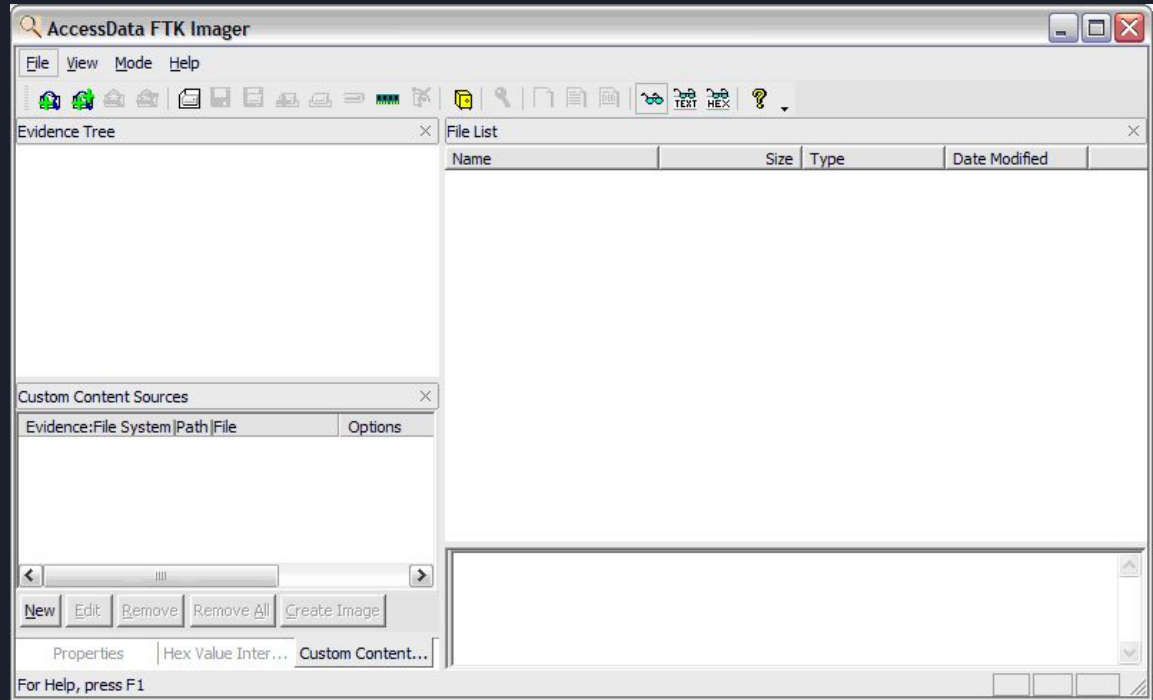 AccessData FTK Imager
File View Mode Help
TEXT HEX
Evidence Tree
File List
Name Size Type Date Modified
Custom Content Sources
Evidence:File System|Path|File Options
New Edit Remove Remove All Create Image
Properties Hex Value Inter... Custom Content...
For Help, press F1